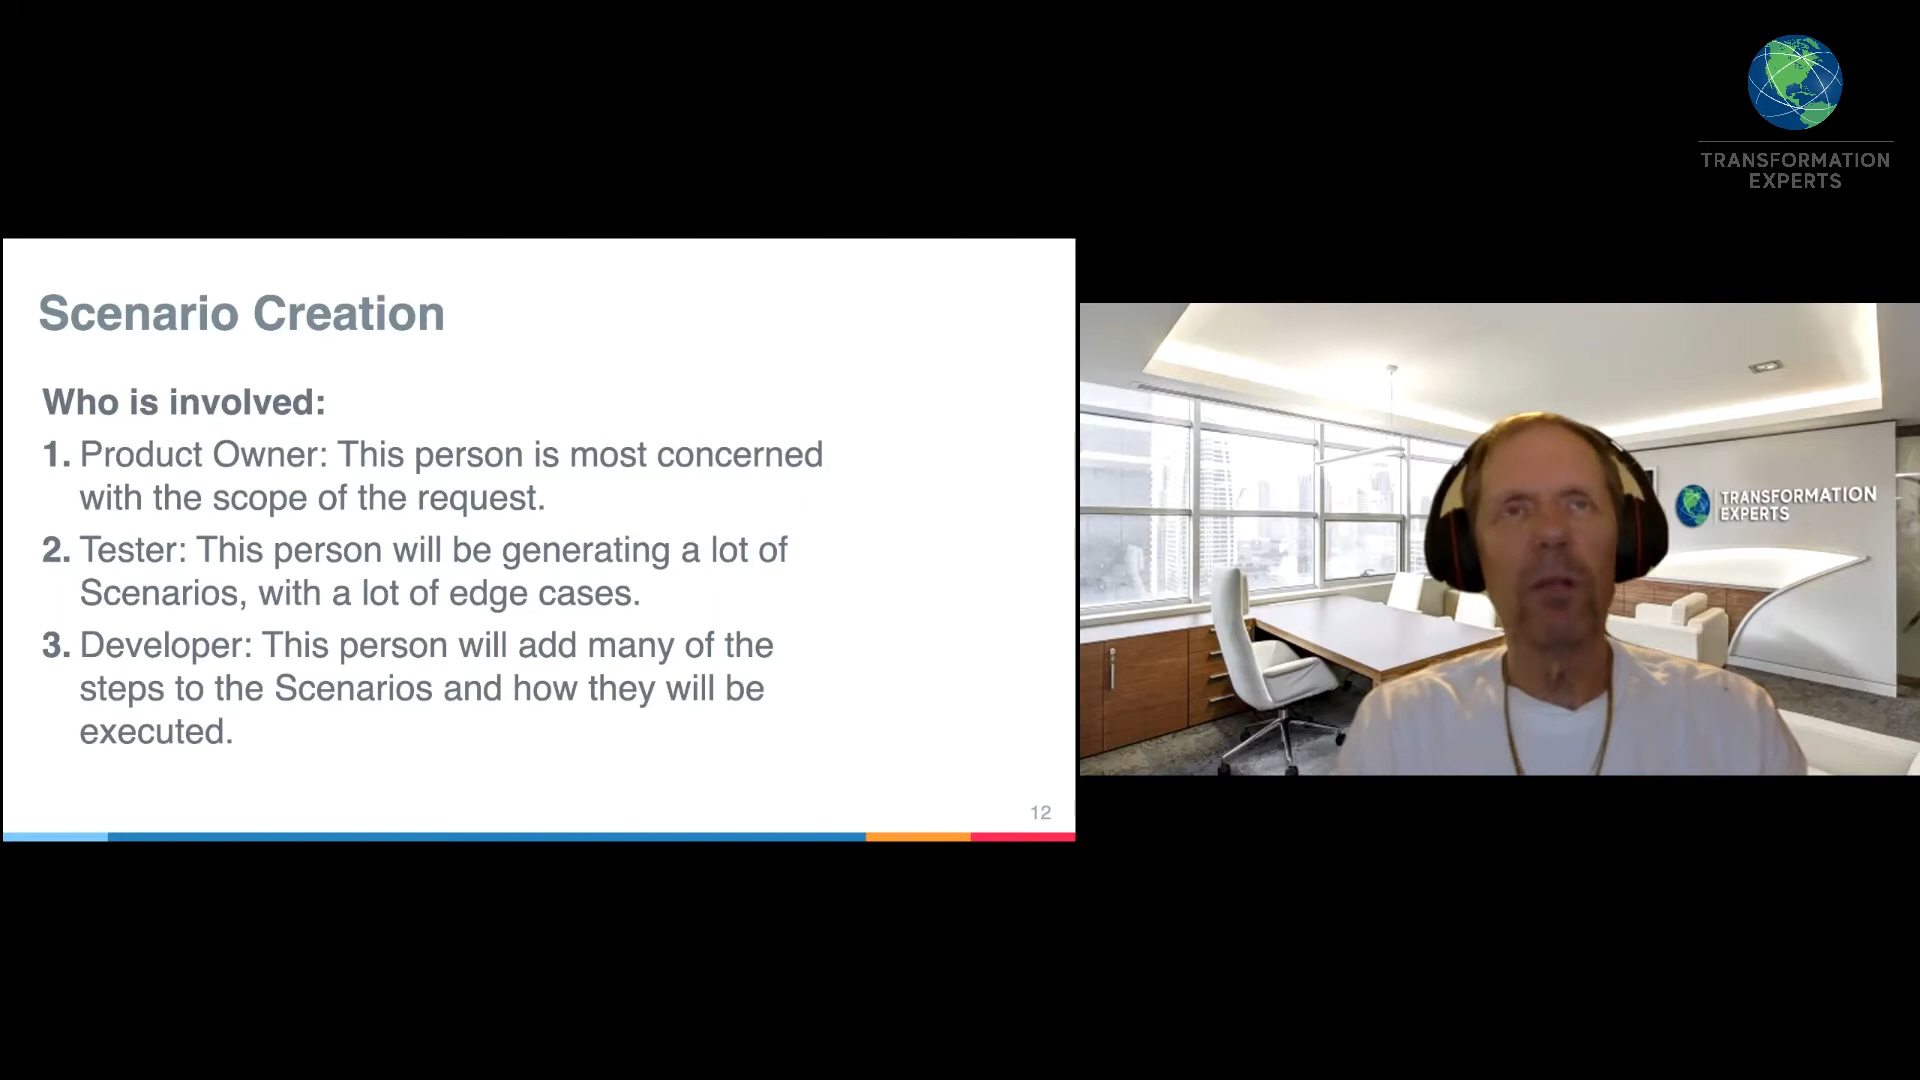 TRANSFORMATION
EXPERTS
Scenario Creation
Who is involved:
1. Product Owner: This person is most concerned
with the scope of the request.
2. Tester: This person will be generating a lot of
Scenarios, with a lot of edge cases.
3. Developer: This person will add many of the
steps to the Scenarios and how they will be
executed.
12
TRANSFORMATION
EXPERTS